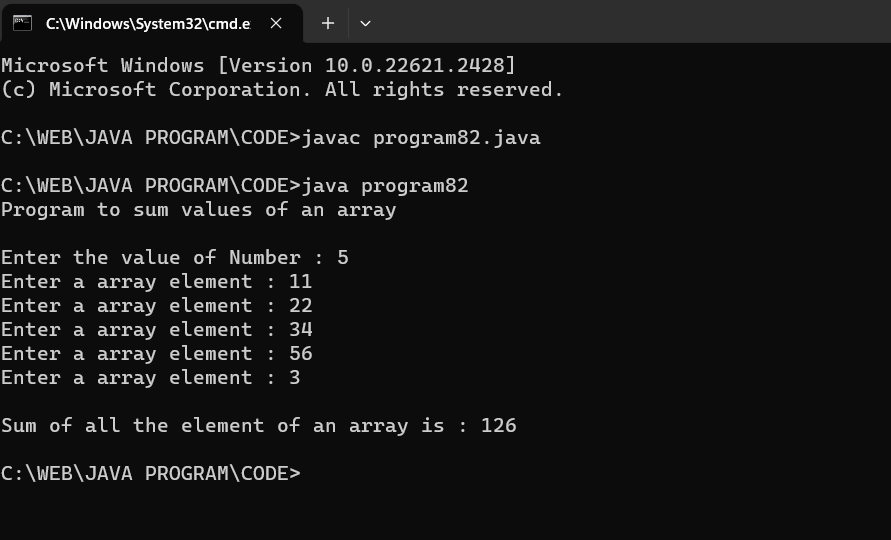 C:\Windows\System32\cmd.e
Microsoft Windows [Version 10.0.22621.2428]
(c) Microsoft Corporation. All rights reserved.
C:\WEB\JAVA PROGRAM\CODE>javac program82.java
C:\WEB\JAVA PROGRAM\CODE>java program82
Program to sum values of an array
Enter the value of Number : 5
Enter a array element : 11
Enter a array element : 22
Enter a array element : 34
Enter a array element : 56
Enter a array element : 3
Sum of all the element of an array is : 126
C:\WEB\JAVA PROGRAM\CODE>